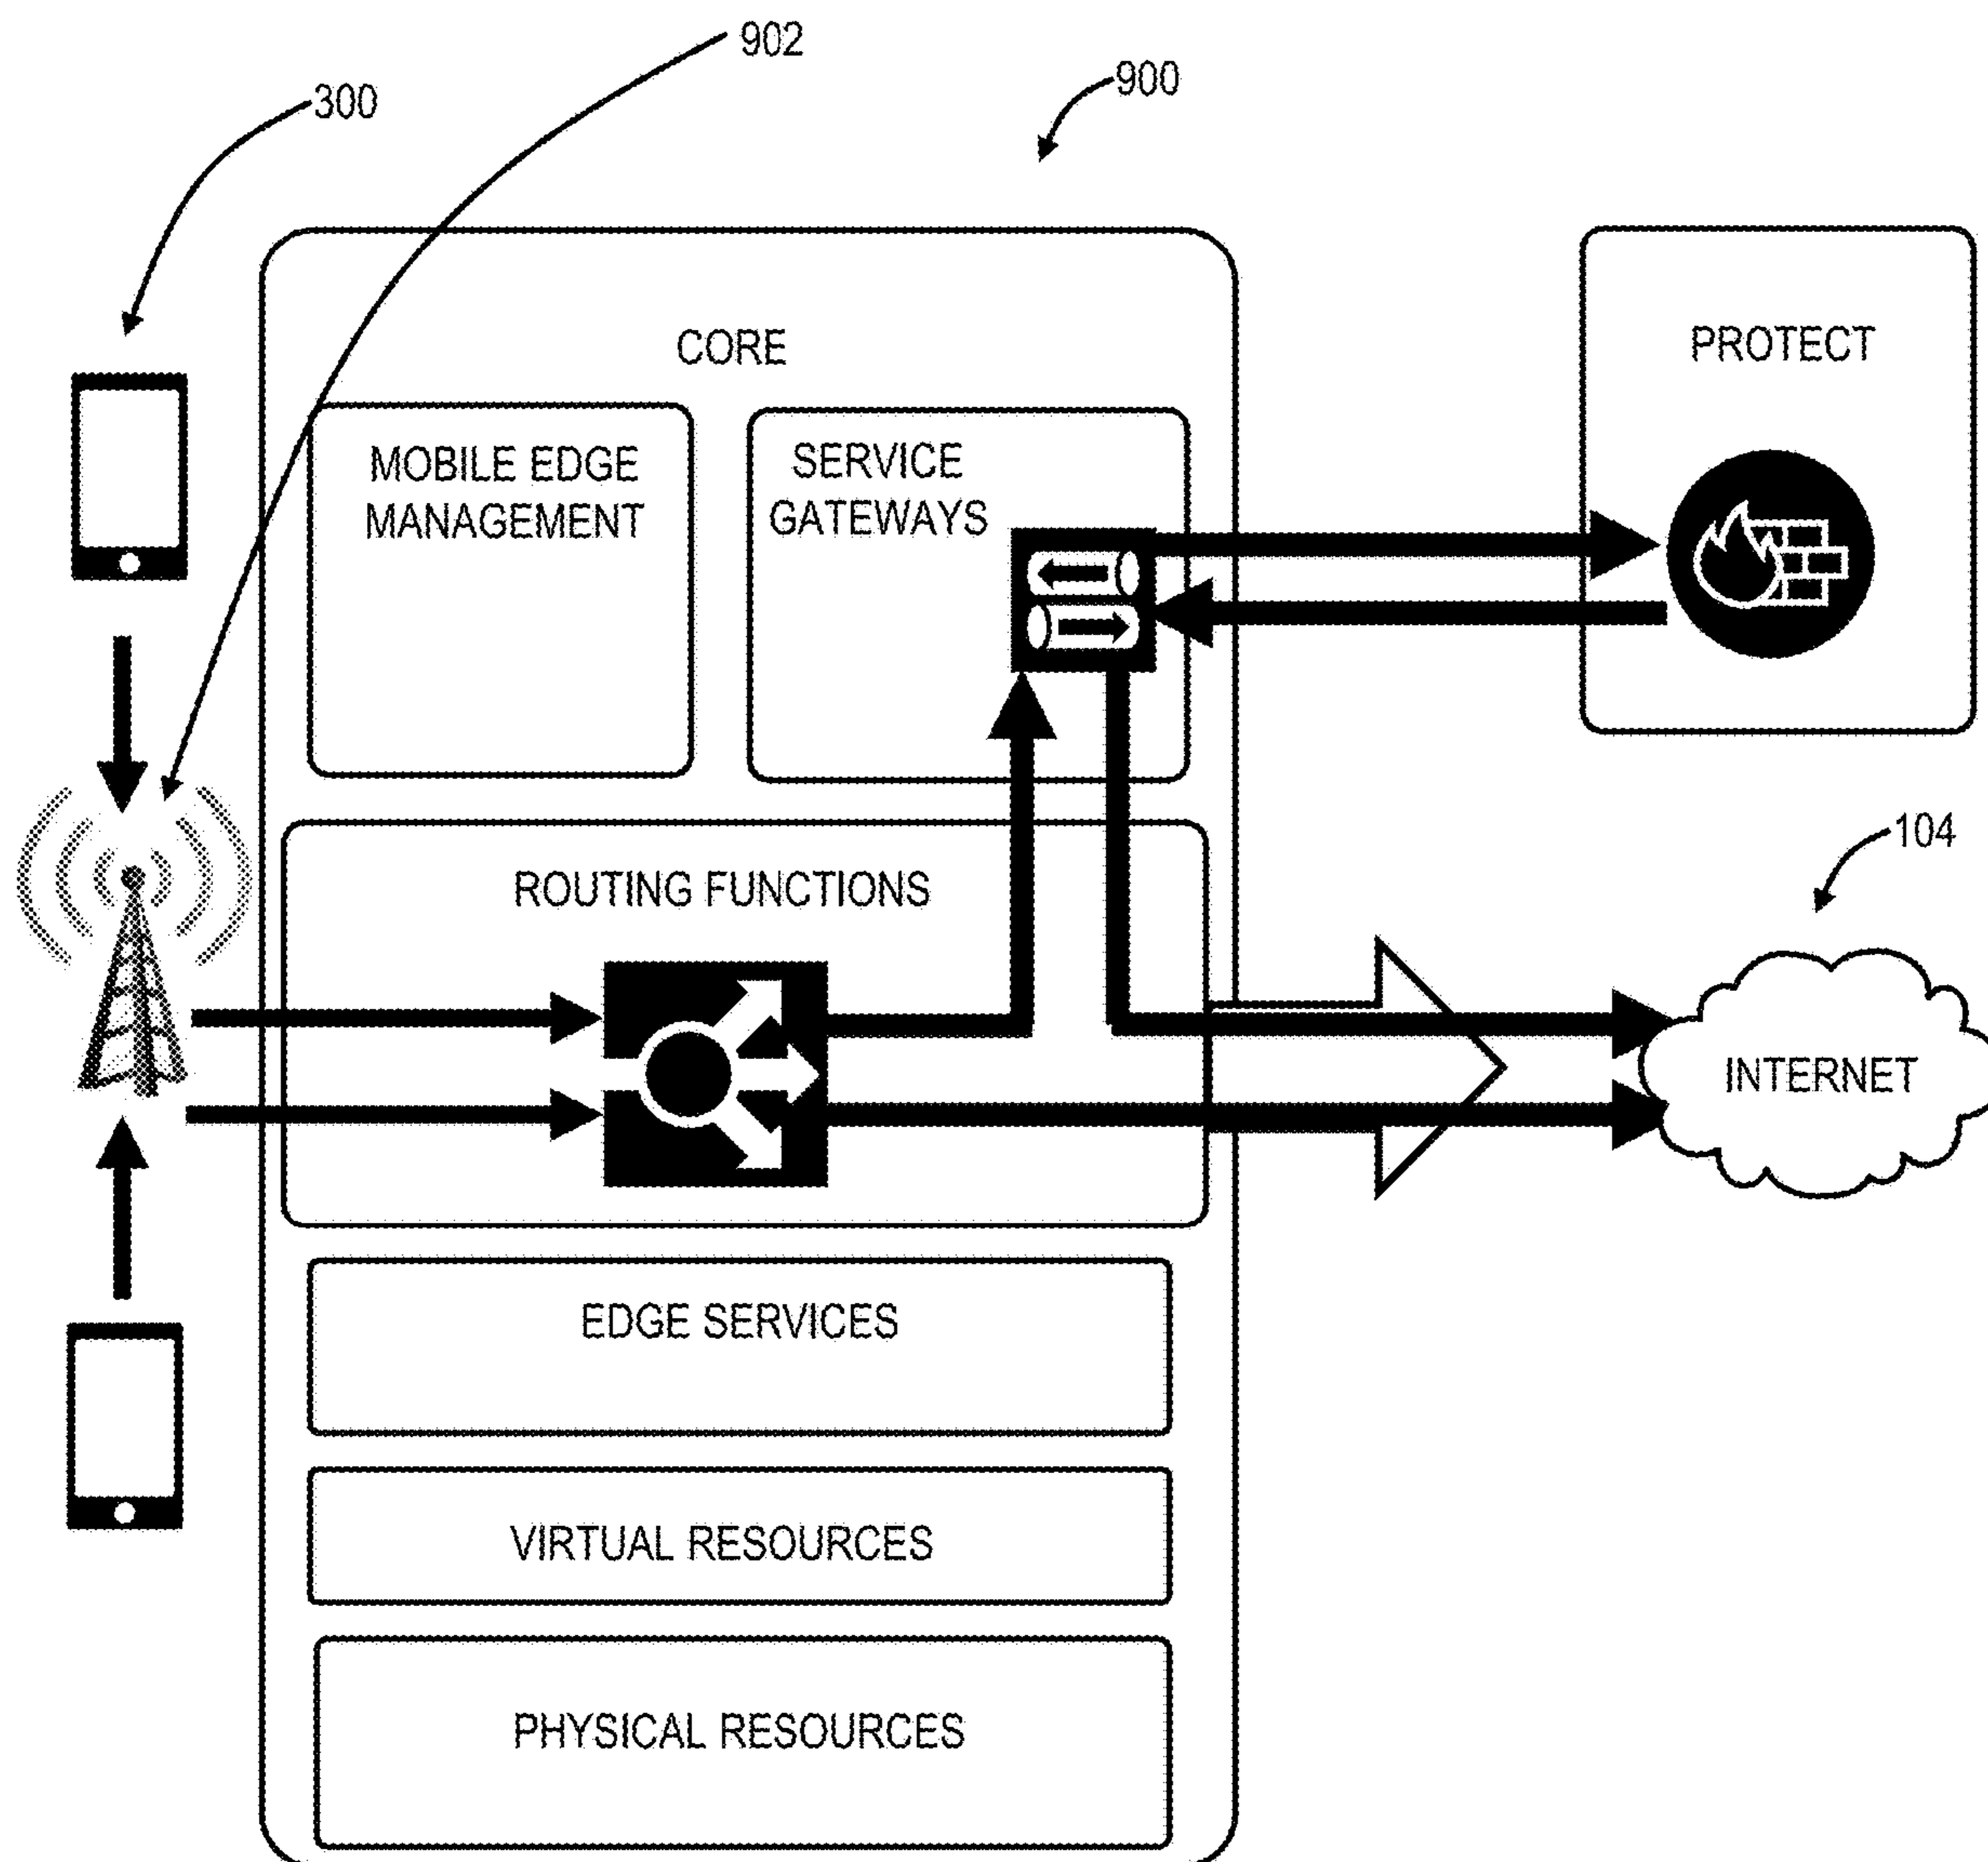 902
900
300
CORE
PROTECT
MOBILE EDGE
MANAGEMENT
SERVICE
GATEWAYS
104
ROUTING FUNCTIONS
INTERNET
EDGE SERVICES
VIRTUAL RESOURCES
PHYSICAL RESOURCES